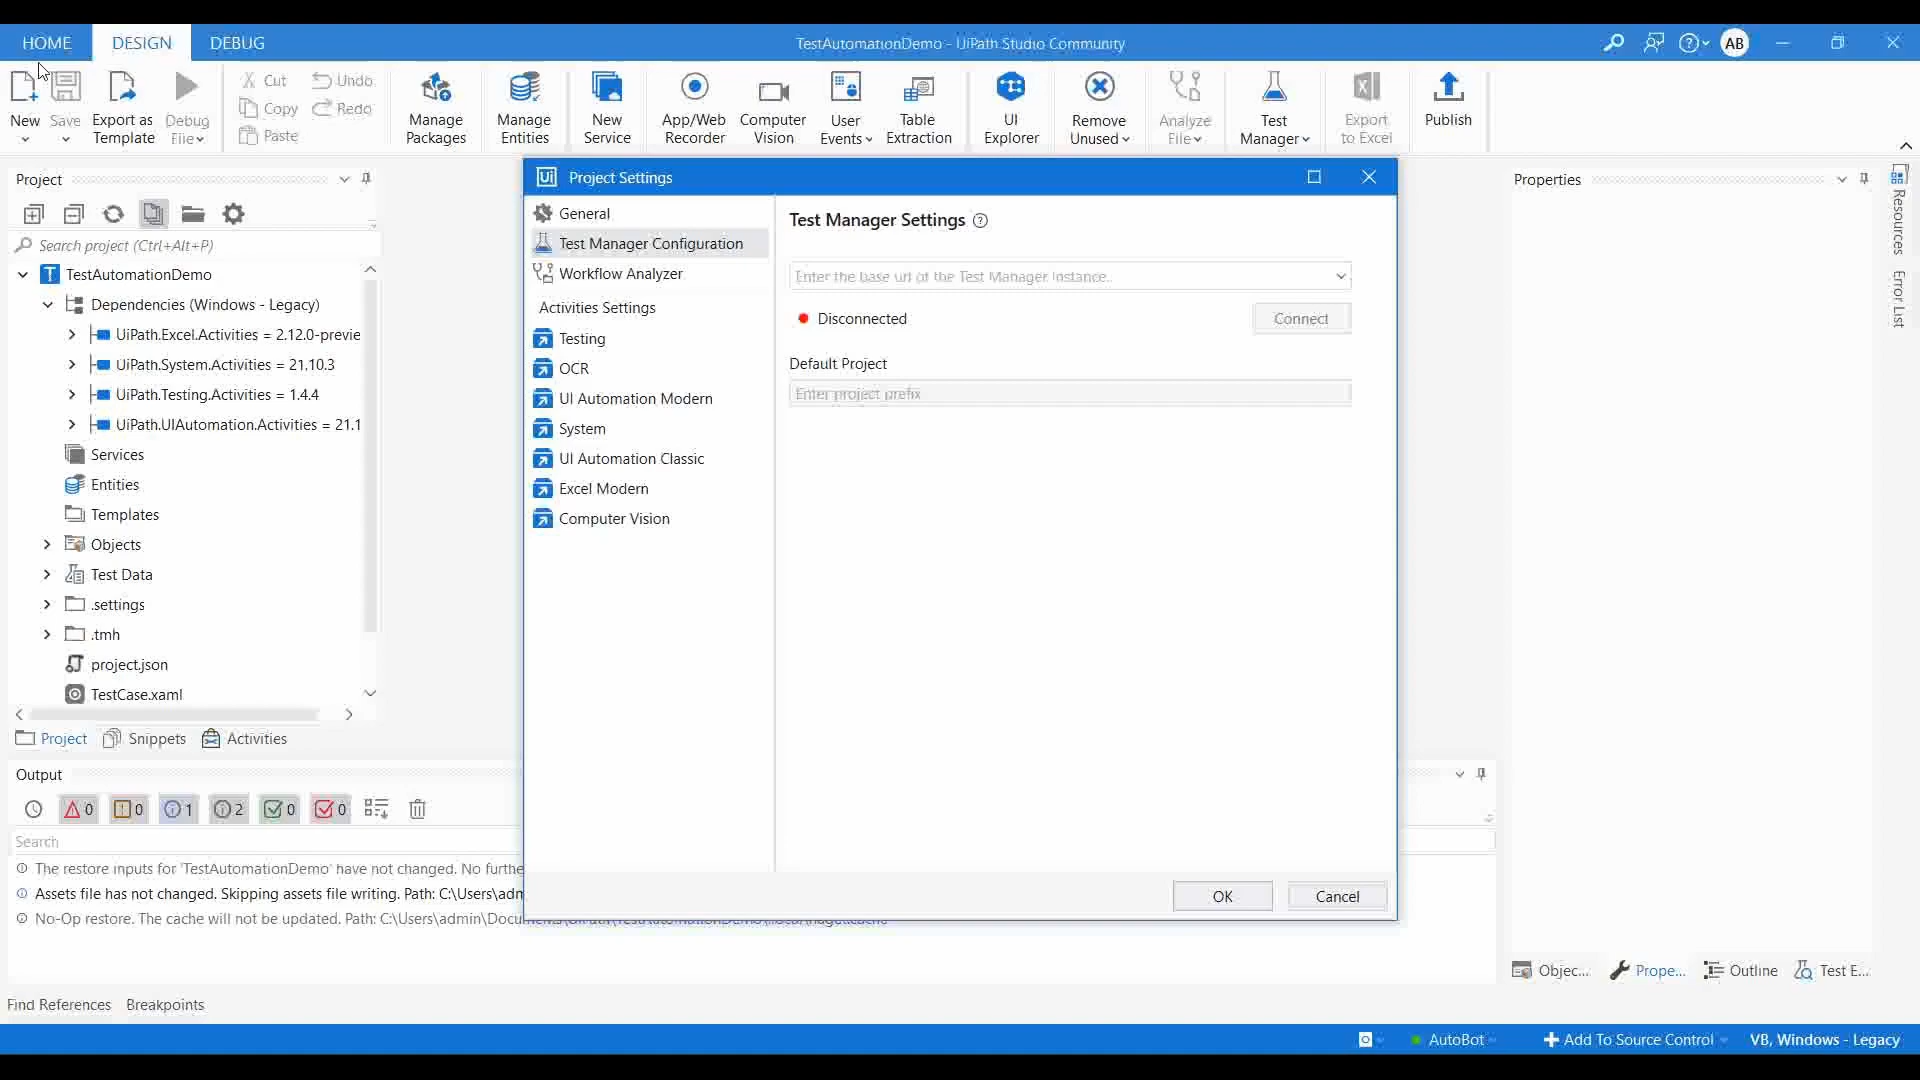 HOME
DESIGN
DEBUG
TestAutomationDemo - UiPath Studio Community
AB
New
Save
Export as
Template
Debug
File
Cut
Copy
Paste
Undo
Redo
Manage
Packages
Manage
Entities
New
Service
App/Web
Recorder
Computer
Vision
User
Events
Table
Extraction
UI
Explorer
Remove
Unused
Analyze
File
Test
Manager
Export
to Excel
Publish
Project
Search project (Ctrl+Alt+P)
TestAutomationDemo
Dependencies (Windows - Legacy)
UiPath.Excel.Activities = 2.12.0-previe
UiPath.System.Activities = 21.10.3
UiPath.Testing.Activities = 1.4.4
UiPath.UIAutomation.Activities = 21.1
Services
Entities
Templates
Objects
Test Data
.settings
.tmh
project.json
TestCase.xaml
Project
Snippets
Activities
Ui Project Settings
General
Test Manager Configuration
Workflow Analyzer
Activities Settings
Testing
OCR
UI Automation Modern
System
UI Automation Classic
Excel Modern
Computer Vision
Test Manager Settings
Enter the base url of the Test Manager instance..
Disconnected
Connect
Default Project
Enter project prefix
OK
Cancel
Properties
Resources
Error List
Output
0
0
1
2
0
0
Search
The restore inputs for 'TestAutomationDemo' have not changed. No furthe
Assets file has not changed. Skipping assets file writing. Path: C:\Users\adm
No-Op restore. The cache will not be updated. Path: C:\Users\admin\Docu
Objec...
Prope...
Outline
Test E...
Find References
Breakpoints
AutoBot
Add To Source Control
VB, Windows - Legacy